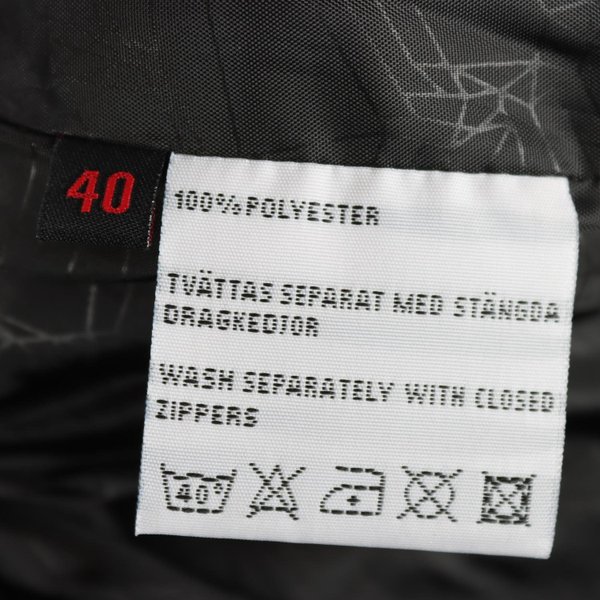 40
100% POLYESTER
TVÄTTAS SEPARAT MED STÄNGDA
DRAGKEDJOR
WASH SEPARATELY WITH CLOSED
ZIPPERS
40°